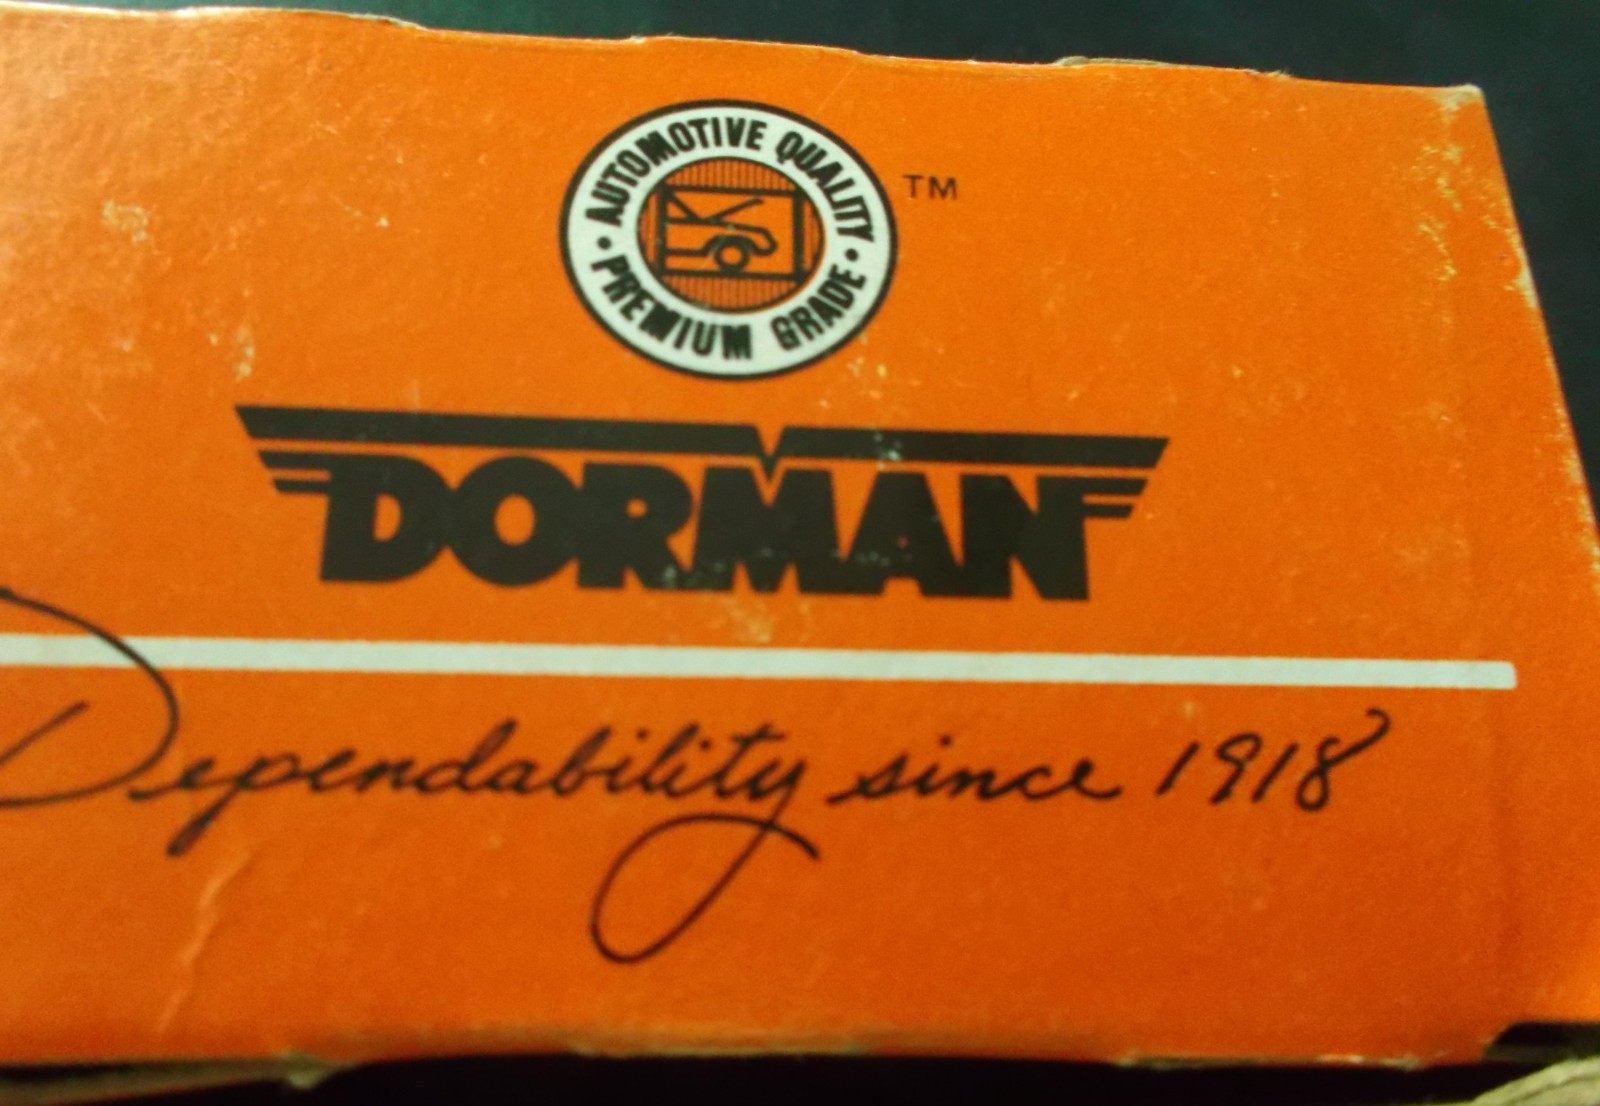 AUTOMOTIVE QUALITY
• PREMIUM GRADE •
TM
DORMAN
Dependability since 1918